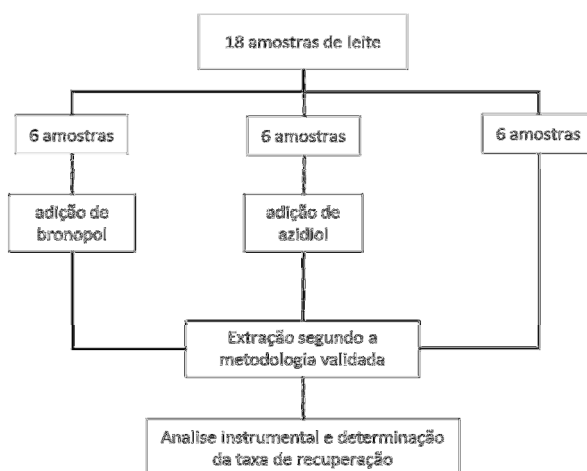 18 amostras de leite
6 amostras
6 amostras
6 amostras
adição de
bronopol
adição de
azidiol
Extração segundo a
metodologia validada
Analise instrumental e determinação
da taxa de recuperação